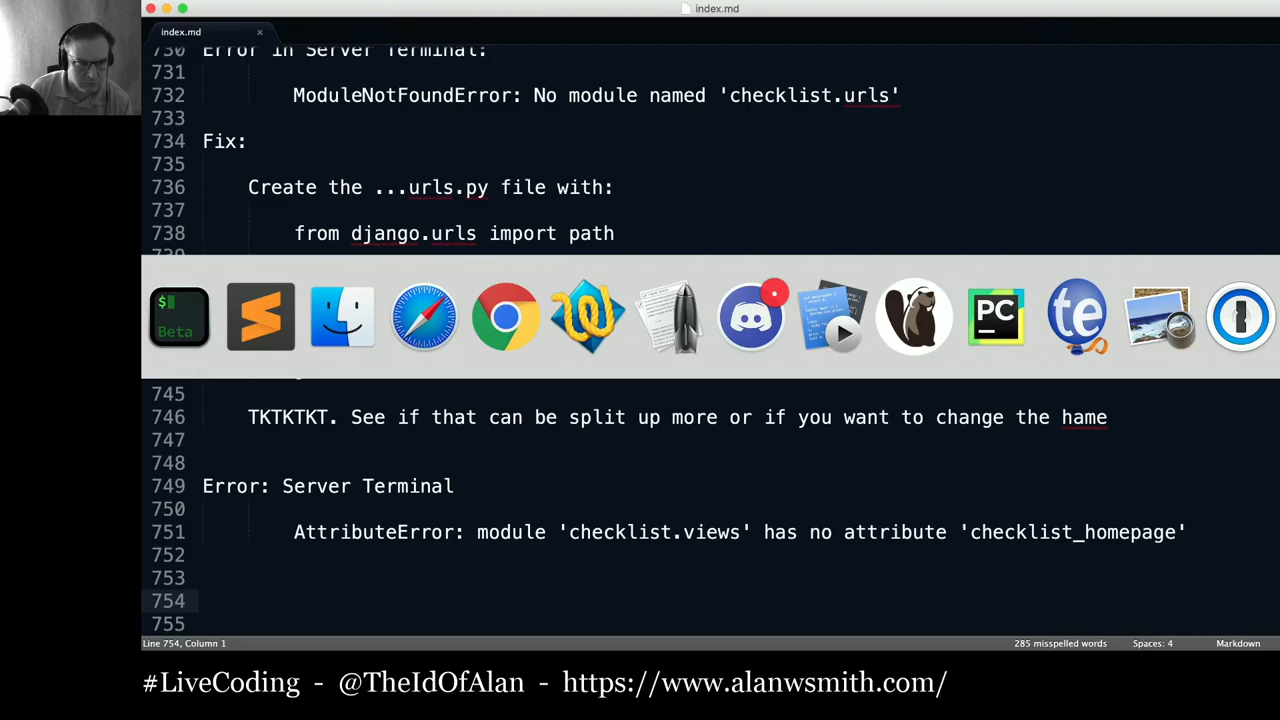 index.md
index.md
730 Error in Server Terminal:
731
732 ModuleNotFoundError: No module named 'checklist.urls'
733
734 Fix:
735
736 Create the ...urls.py file with:
737
738 from django.urls import path
$
Beta
PC
te
745
746 TKTKTKT. See if that can be split up more or if you want to change the hame
747
748
749 Error: Server Terminal
750
751 AttributeError: module 'checklist.views' has no attribute 'checklist_homepage'
752
753
754
755
Line 754, Column 1 285 misspelled words Spaces: 4 Markdown
#LiveCoding - @TheIdOfAlan - https://www.alanwsmith.com/